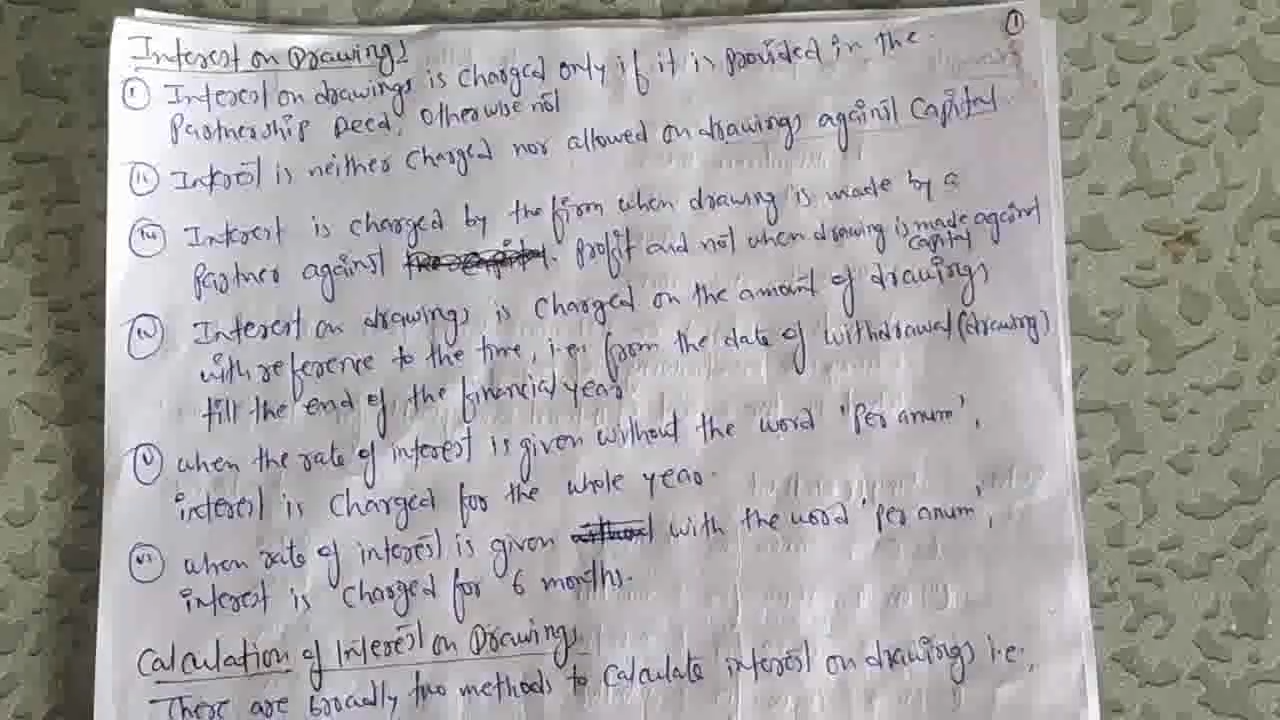 ①
Interest on Drawings
① Interest on drawings is charged only if it is provided in the
Partnership Deed, otherwise not
(ii) Interest is neither charged nor allowed on drawings against Capital.
(iii) Interest is charged by the firm when drawing is made by a
Partner against profit and not when drawing is made against
capital
(iv) Interest on drawings is charged on the amount of drawings
with reference to the time, i.e. from the date of withdrawal (drawing)
till the end of the financial year
(v) when the rate of interest is given without the word 'Per anum',
interest is charged for the whole year.
(vi) when rate of interest is given with the word 'per anum',
interest is charged for 6 months.
Calculation of Interest on Drawings
There are broadly two methods to calculate interest on drawings i.e.